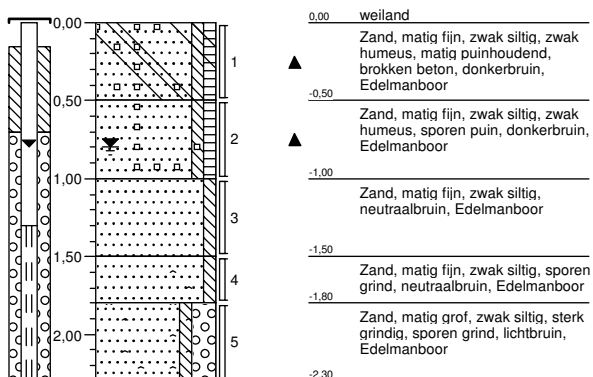 0,00
0,50
1,00
1,50
2,00
1
2
3
4
5
0,00 weiland
Zand, matig fijn, zwak siltig, zwak
humeus, matig puinhoudend,
brokken beton, donkerbruin,
Edelmanboor
-0,50
Zand, matig fijn, zwak siltig, zwak
humeus, sporen puin, donkerbruin,
Edelmanboor
-1,00
Zand, matig fijn, zwak siltig,
neutraalbruin, Edelmanboor
-1,50
Zand, matig fijn, zwak siltig, sporen
grind, neutraalbruin, Edelmanboor
-1,80
Zand, matig grof, zwak siltig, sterk
grindig, sporen grind, lichtbruin,
Edelmanboor
-2,30